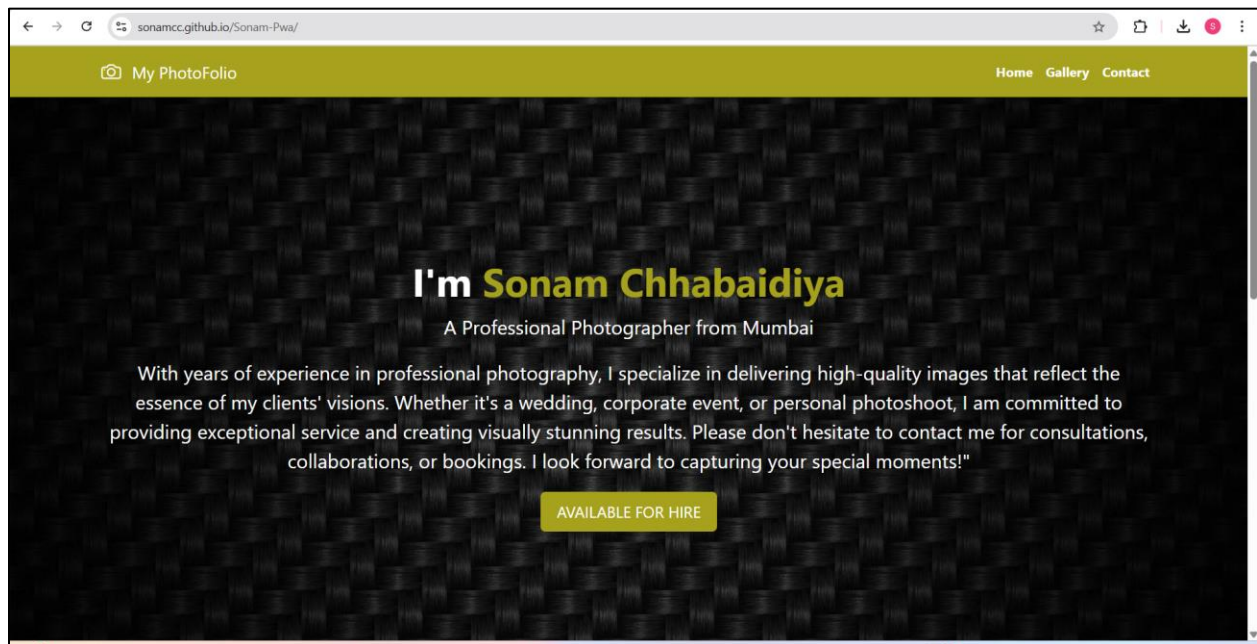 sonamcc.github.io/Sonam-Pwa/
S
My PhotoFolio
Home Gallery Contact
I'm Sonam Chhabaidiya
A Professional Photographer from Mumbai
With years of experience in professional photography, I specialize in delivering high-quality images that reflect the
essence of my clients' visions. Whether it's a wedding, corporate event, or personal photoshoot, I am committed to
providing exceptional service and creating visually stunning results. Please don't hesitate to contact me for consultations,
collaborations, or bookings. I look forward to capturing your special moments!"
AVAILABLE FOR HIRE